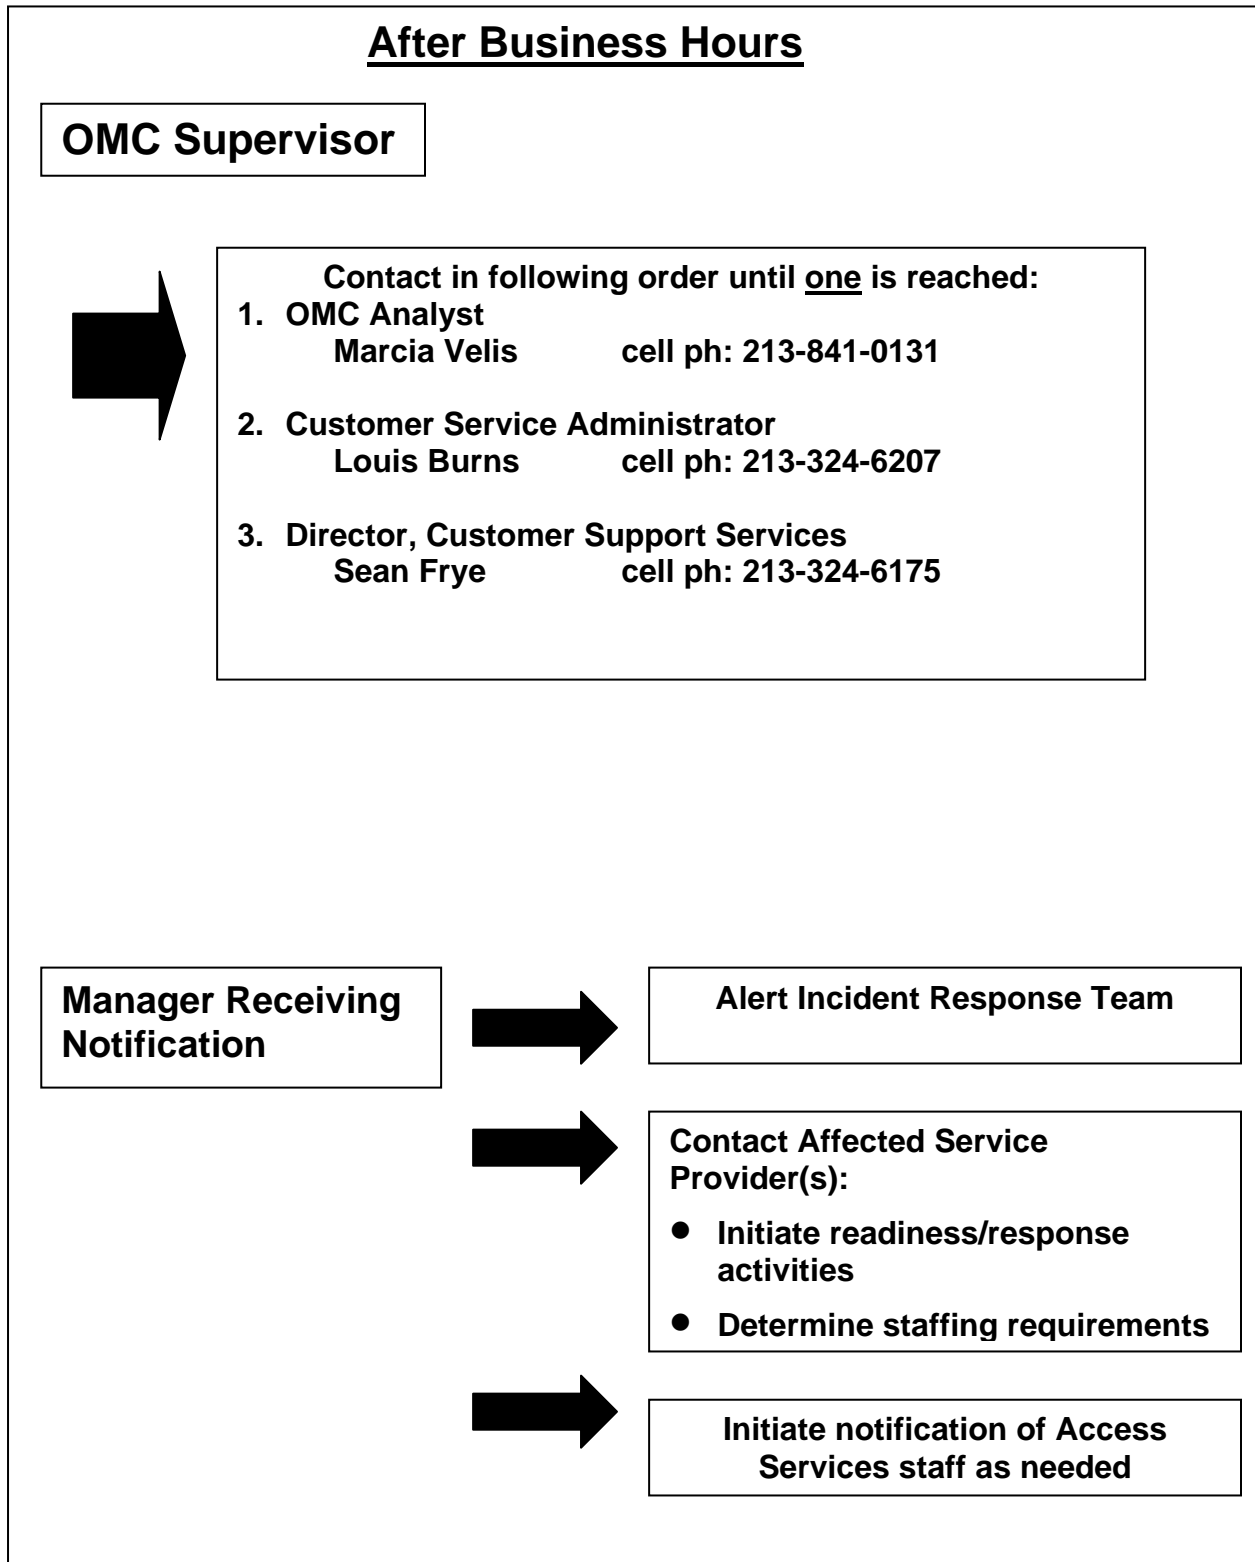 After Business Hours
OMC Supervisor
Contact in following order until one is reached:
1. OMC Analyst
Marcia Velis cell ph: 213-841-0131
2. Customer Service Administrator
Louis Burns cell ph: 213-324-6207
3. Director, Customer Support Services
Sean Frye cell ph: 213-324-6175
Manager Receiving
Notification
Alert Incident Response Team
Contact Affected Service
Provider(s):
● Initiate readiness/response
activities
● Determine staffing requirements
Initiate notification of Access
Services staff as needed